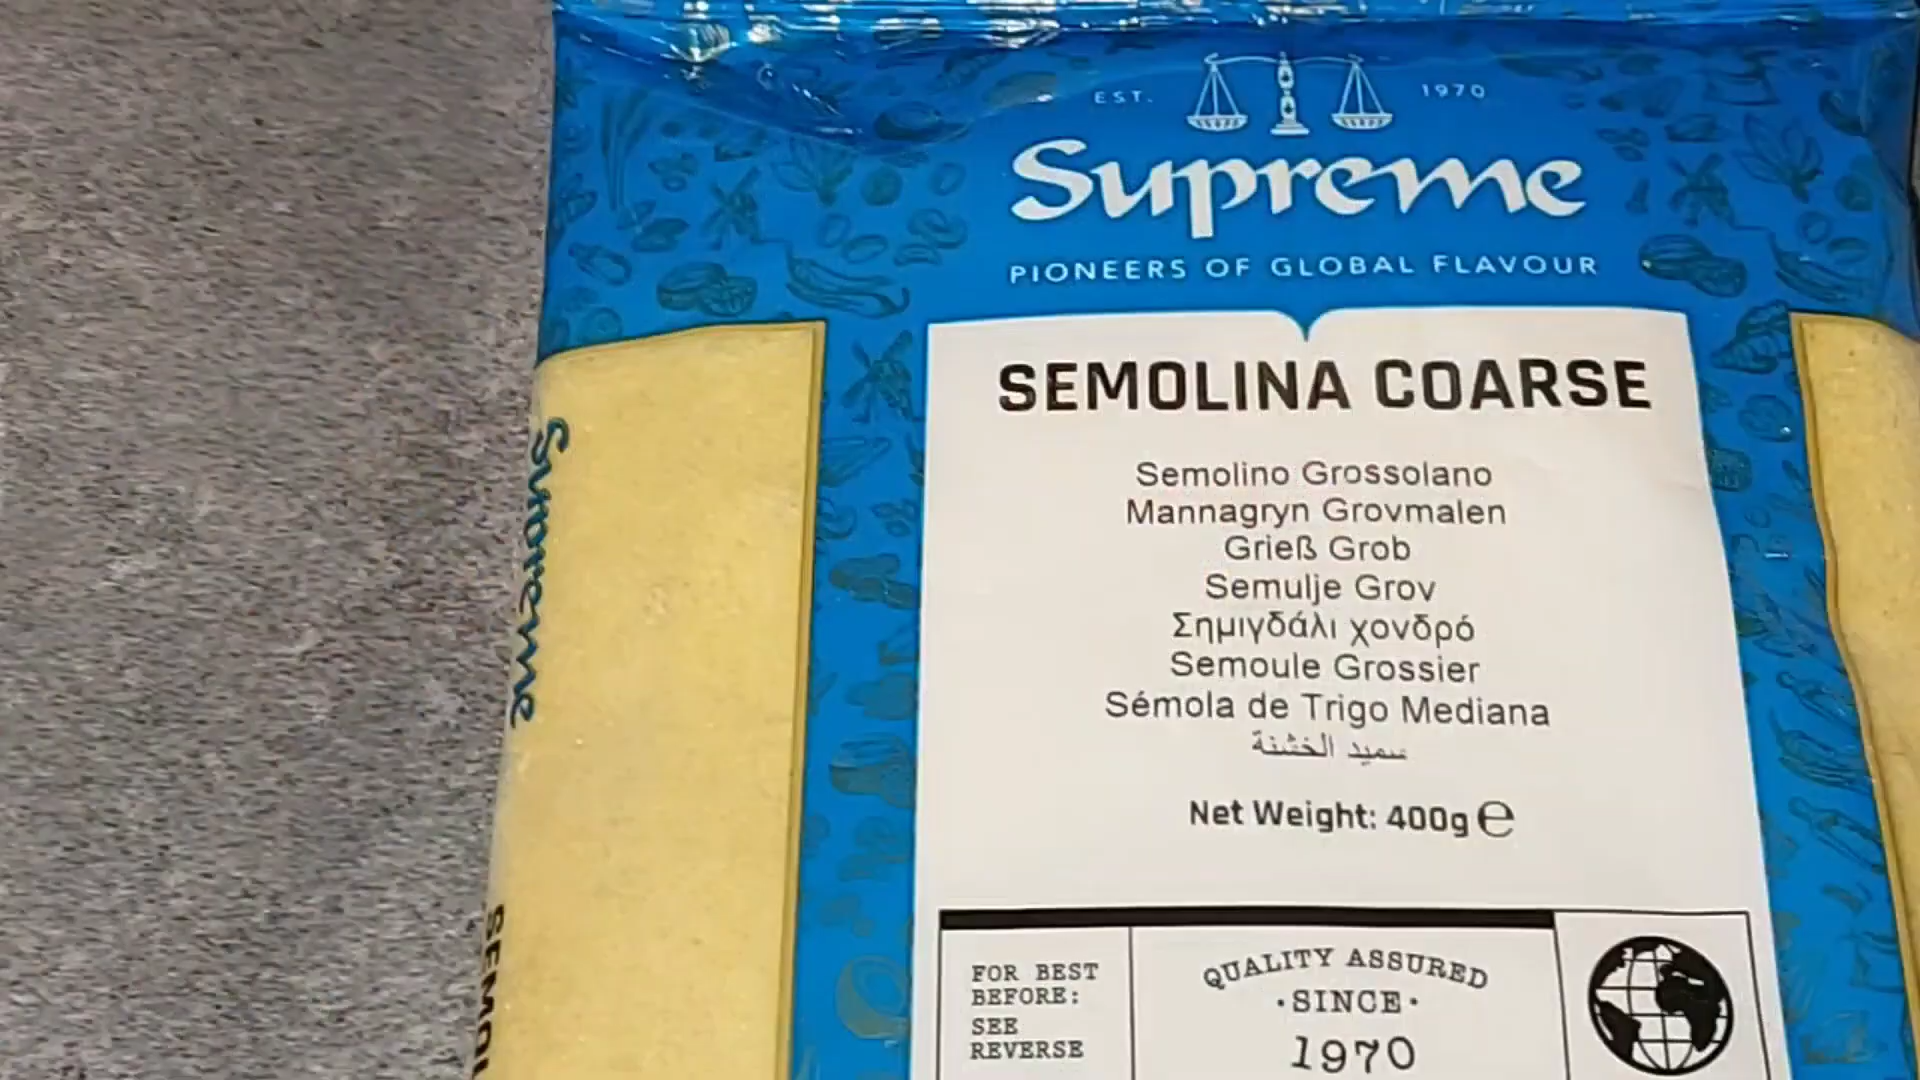 EST. 1970
Supreme
PIONEERS OF GLOBAL FLAVOUR
SEMOLINA COARSE
Semolino Grossolano
Mannagryn Grovmalen
Grieß Grob
Semulje Grov
Σημιγδάλι χονδρό
Semoule Grossier
Sémola de Trigo Mediana
سميد الخشنة
Net Weight: 400g ℮
FOR BEST
BEFORE:
SEE
REVERSE
QUALITY ASSURED
·SINCE·
1970
Supreme